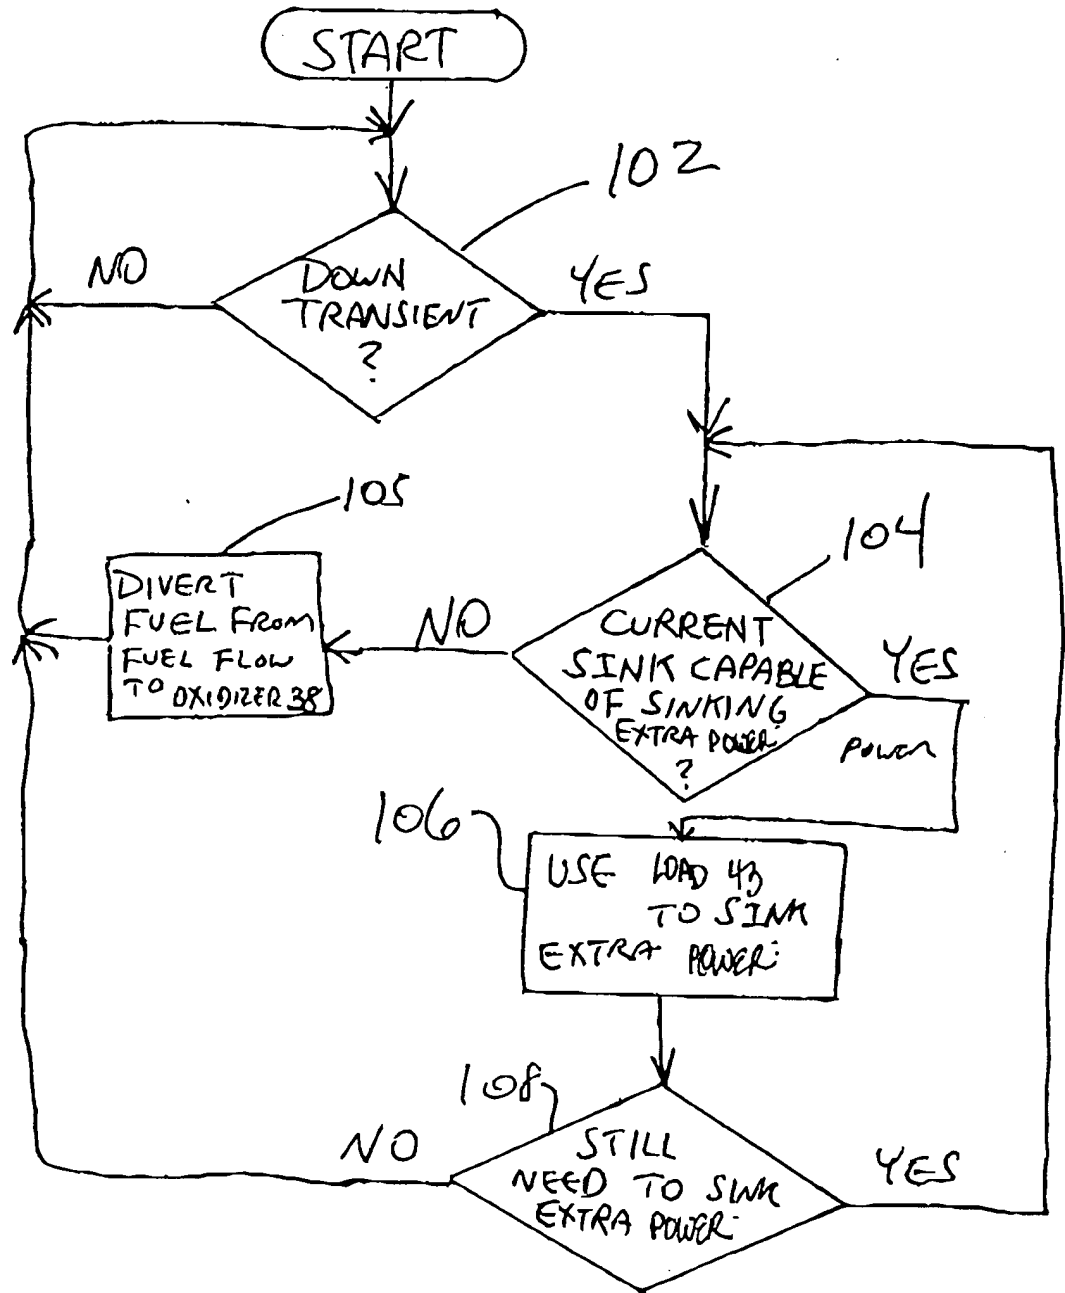 START
102
NO
YES
DOWN
TRANSIENT
?
105
104
DIVERT
FUEL FROM
FUEL FLOW
TO OXIDIZER 38
NO
CURRENT
SINK CAPABLE
OF SINKING
EXTRA POWER
?
YES
POWER
106
USE LOAD 43
TO SINK
EXTRA POWER
108
NO
STILL
NEED TO SINK
EXTRA POWER
YES